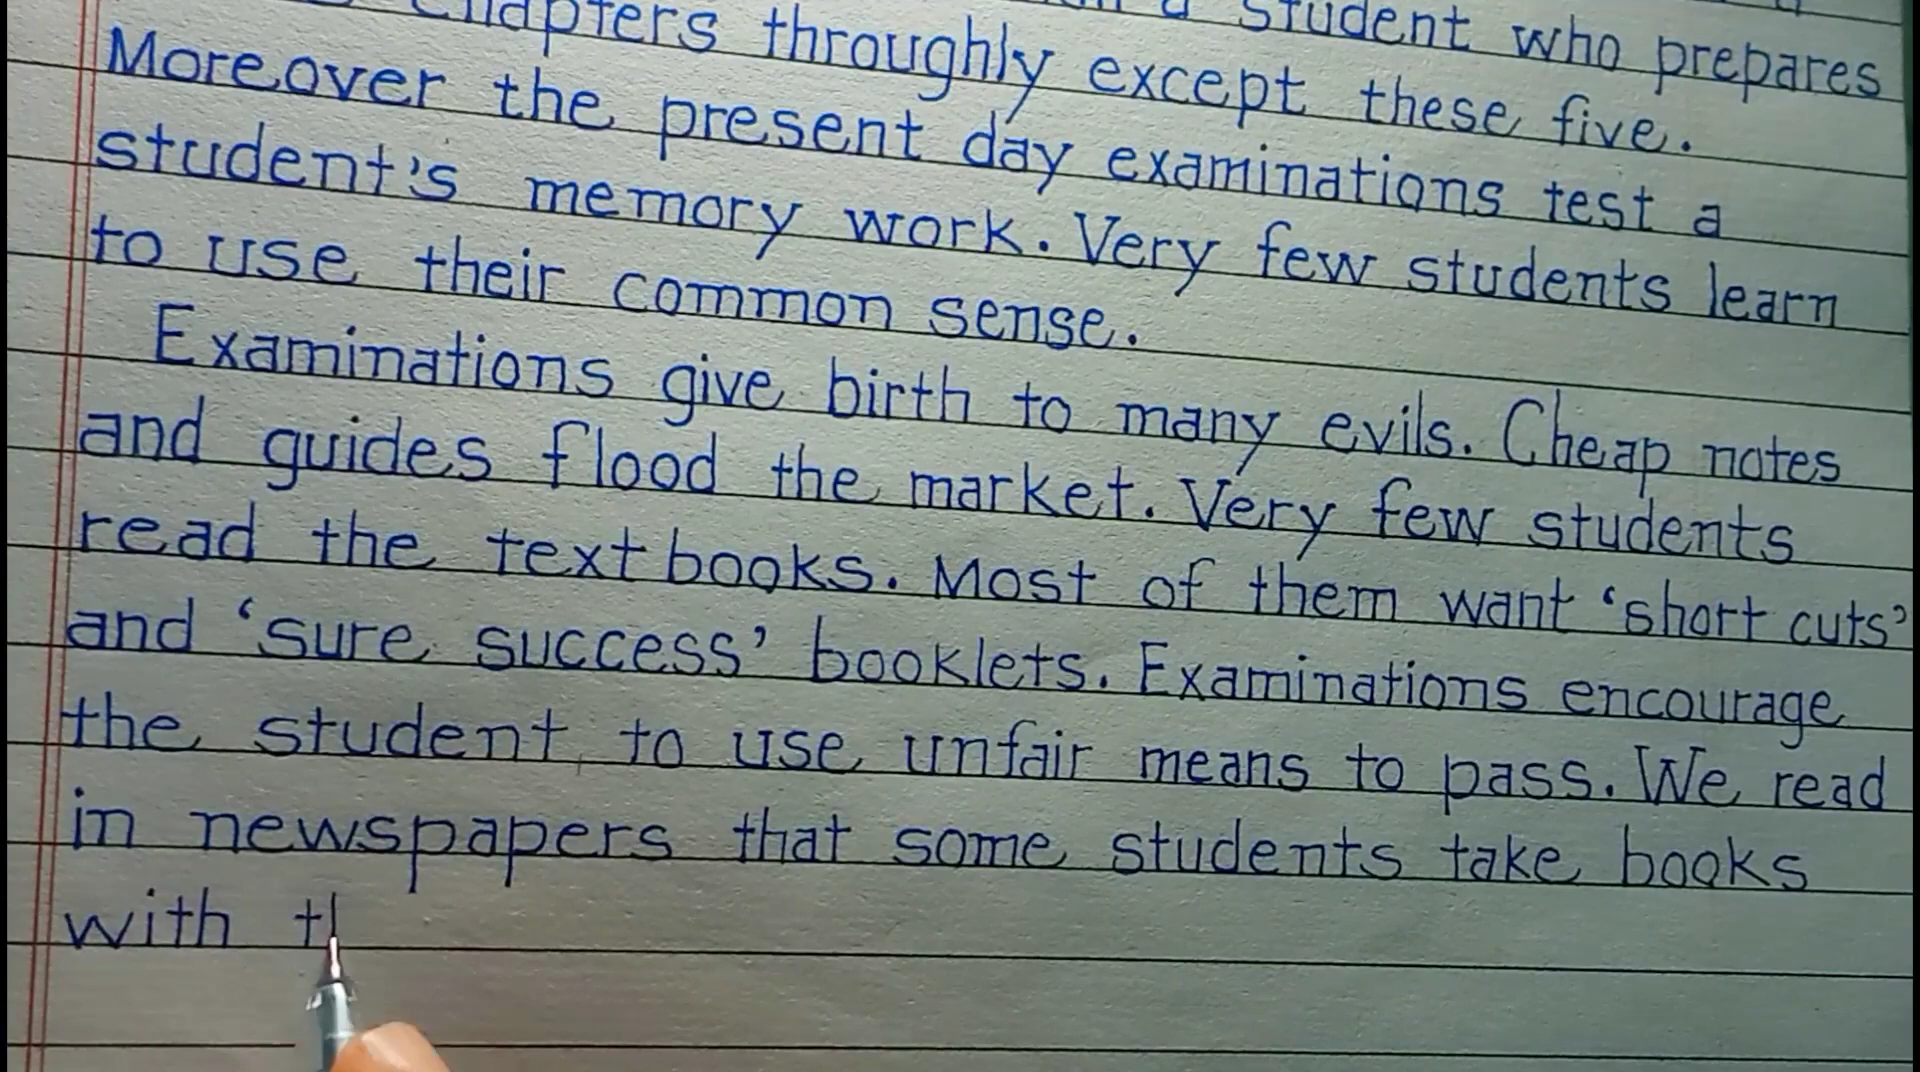 student who prepares
chapters throughly except these five.
Moreover the present day examinations test a
student's memory work. Very few students learn
to use their common sense.
Examinations give birth to many evils. Cheap notes
and guides flood the market. Very few students
read the text books. Most of them want 'short cuts'
and 'sure success' booklets. Examinations encourage
the student to use unfair means to pass. We read
in newspapers that some students take books
with th